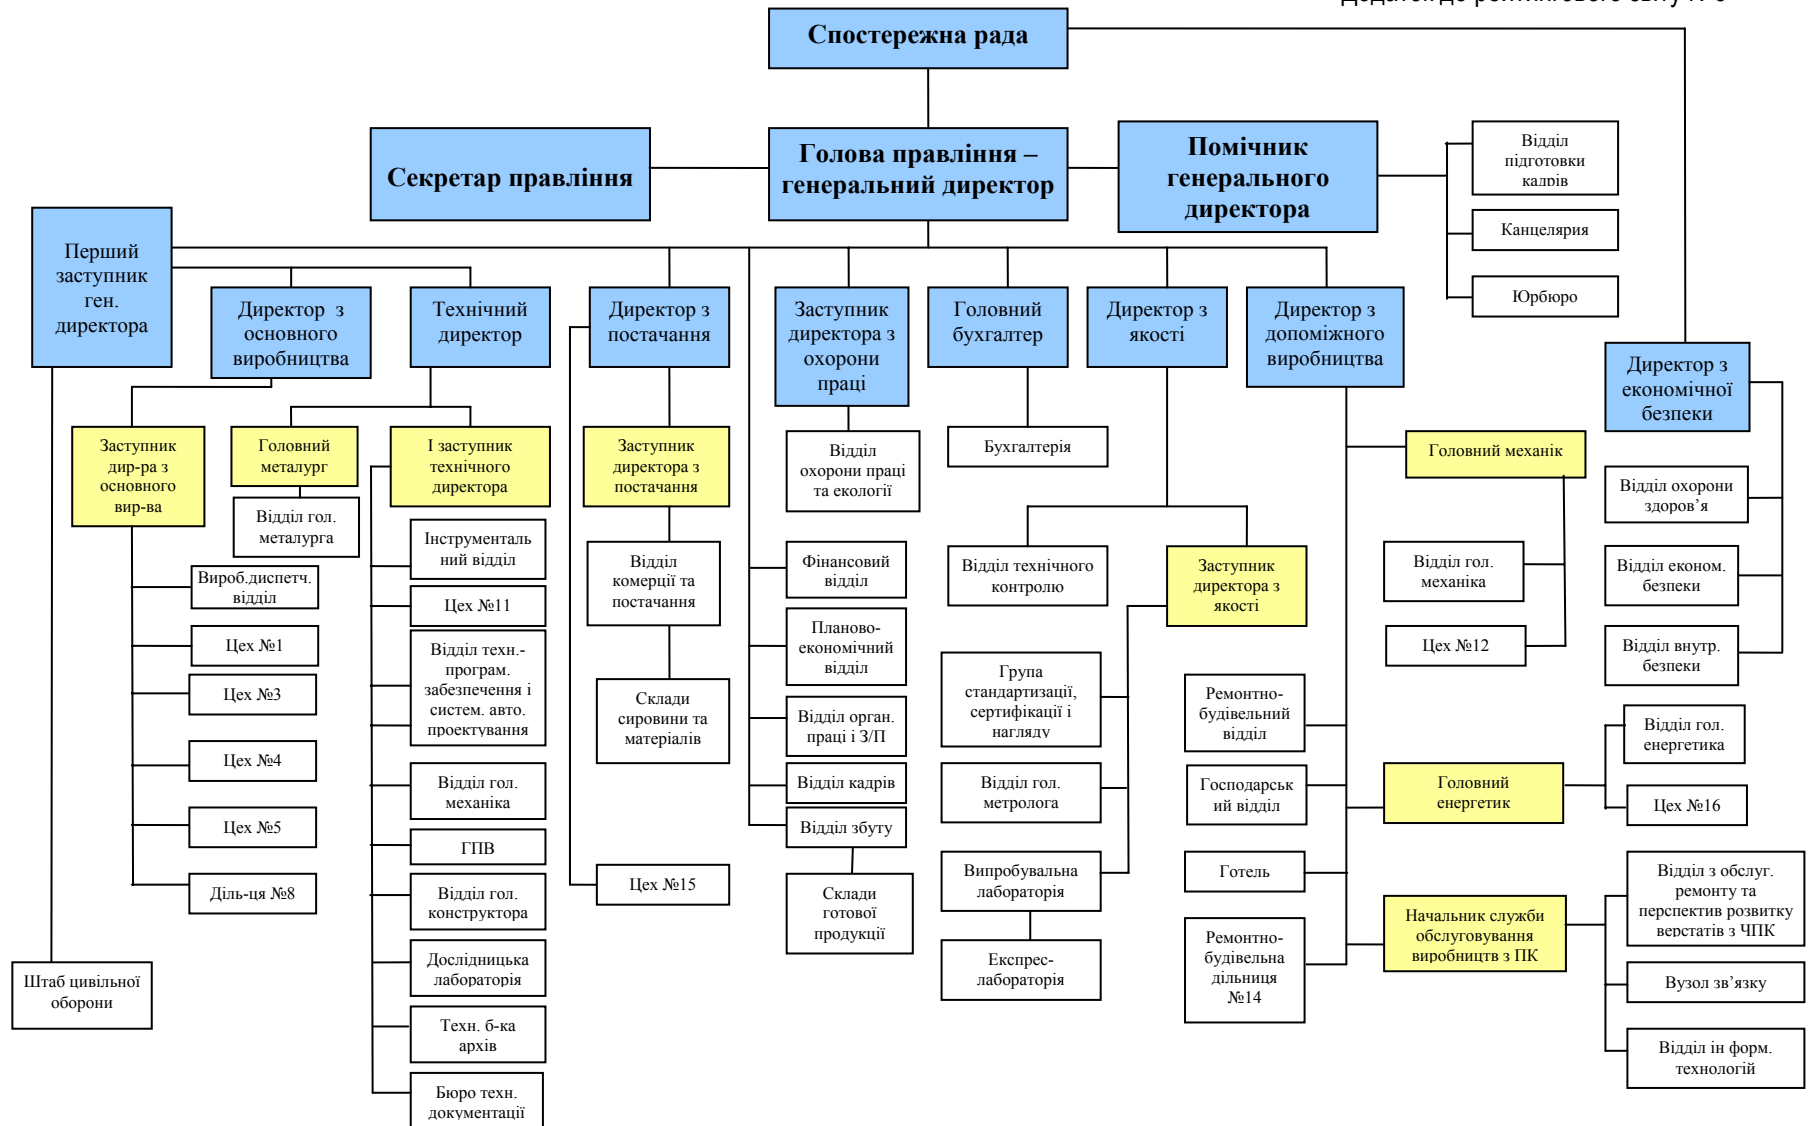 Спостережна рада
Секретар правління
Голова правління –
генеральний директор
Помічник
генерального
директора
Відділ
підготовки
кадрів
Канцелярия
Юрбюро
Перший
заступник
ген.
директора
Директор з
основного
виробництва
Технічний
директор
Директор з
постачання
Заступник
директора з
охорони
праці
Головний
бухгалтер
Директор з
якості
Директор з
допоміжного
виробництва
Директор з
економічної
безпеки
Заступник
дир-ра з
основного
вир-ва
Головний
металург
І заступник
технічного
директора
Заступник
директора з
постачання
Відділ
охорони праці
та екології
Бухгалтерія
Головний механік
Відділ охорони
здоров’я
Відділ гол.
металурга
Інструменталь
ний відділ
Відділ
комерції та
постачання
Фінансовий
відділ
Відділ технічного
контролю
Заступник
директора з
якості
Відділ гол.
механіка
Відділ економ.
безпеки
Вироб.диспетч.
відділ
Цех №11
Цех №1
Відділ техн.-
програм.
забезпечення і
систем. авто.
проектування
Планово-
економічний
відділ
Цех №12
Відділ внутр.
безпеки
Цех №3
Склади
сировини та
матеріалів
Відділ орган.
праці і З/П
Група
стандартизації,
сертифікації і
нагляду
Ремонтно-
будівельний
відділ
Відділ гол.
енергетика
Цех №4
Відділ гол.
механіка
Відділ кадрів
Відділ гол.
метролога
Господарськ
ий відділ
Головний
енергетик
Цех №16
Цех №5
ГПВ
Відділ збуту
Діль-ця №8
Відділ гол.
конструктора
Цех №15
Склади
готової
продукції
Випробувальна
лабораторія
Готель
Начальник служби
обслуговування
виробництв з ПК
Відділ з обслуг.
ремонту та
перспектив розвитку
верстатів з ЧПК
Штаб цивільної
оборони
Дослідницька
лабораторія
Експрес-
лабораторія
Ремонтно-
будівельна
дільниця
№14
Вузол зв’язку
Техн. б-ка
архів
Відділ ін форм.
технологій
Бюро техн.
документації